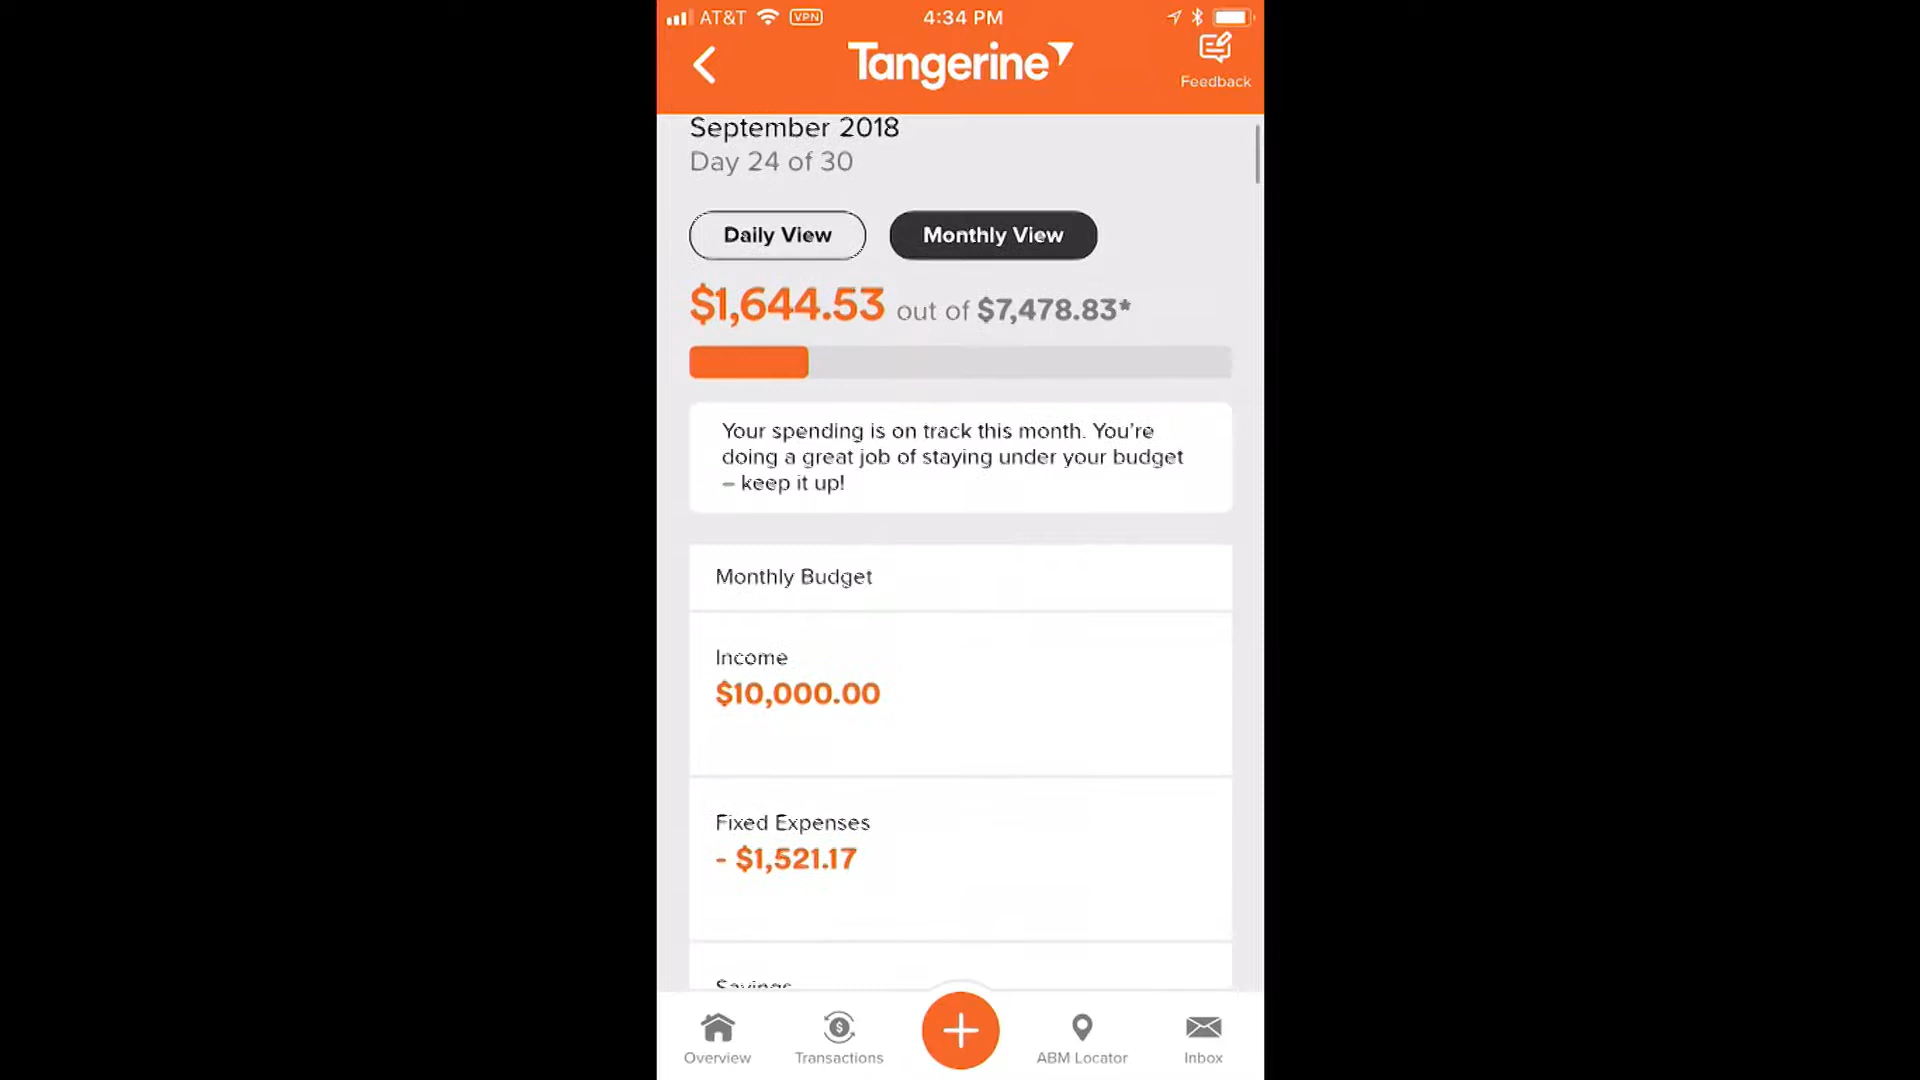 AT&T VPN 4:34 PM
Tangerine
Feedback
September 2018
Day 24 of 30
Daily View Monthly View
$1,644.53 out of $7,478.83*
Your spending is on track this month. You're
doing a great job of staying under your budget
– keep it up!
Monthly Budget
Income
$10,000.00
Fixed Expenses
- $1,521.17
Savings
Overview Transactions ABM Locator Inbox